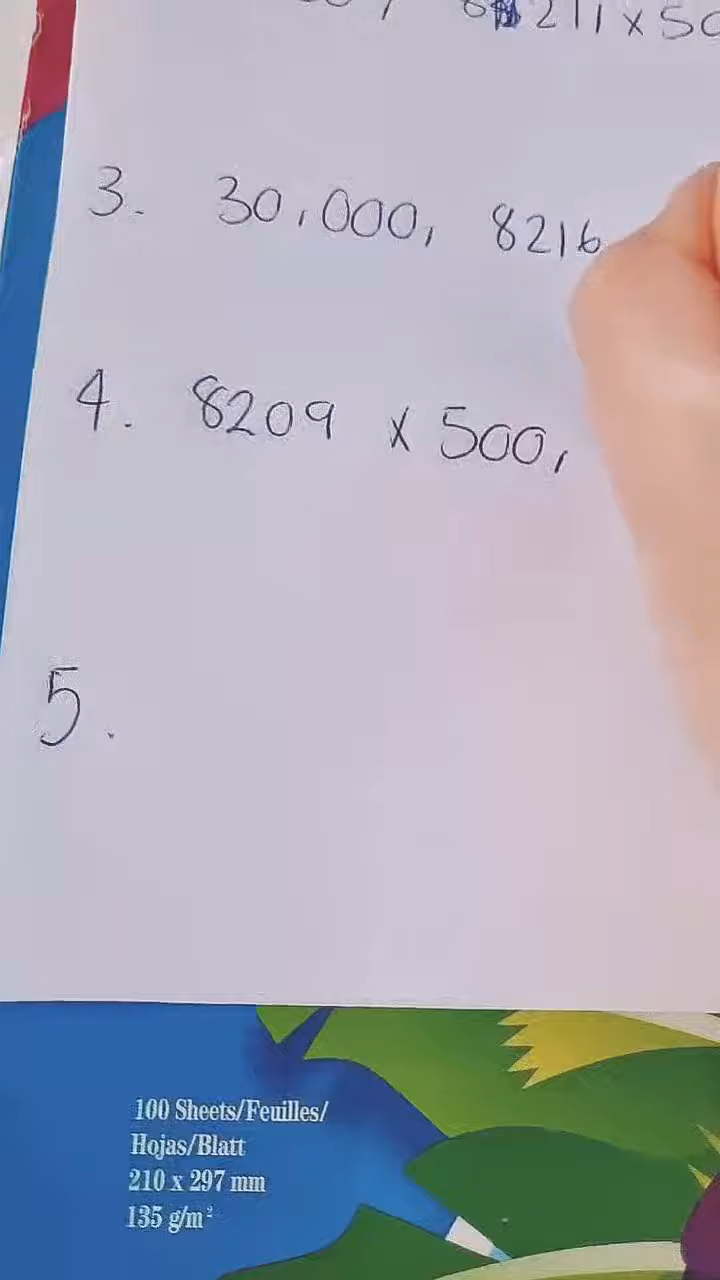 211 x 50
3. 30,000, 8216
4. 8209 x 500,
5.
100 Sheets/Feuilles/
Hojas/Blatt
210 x 297 mm
135 g/m²